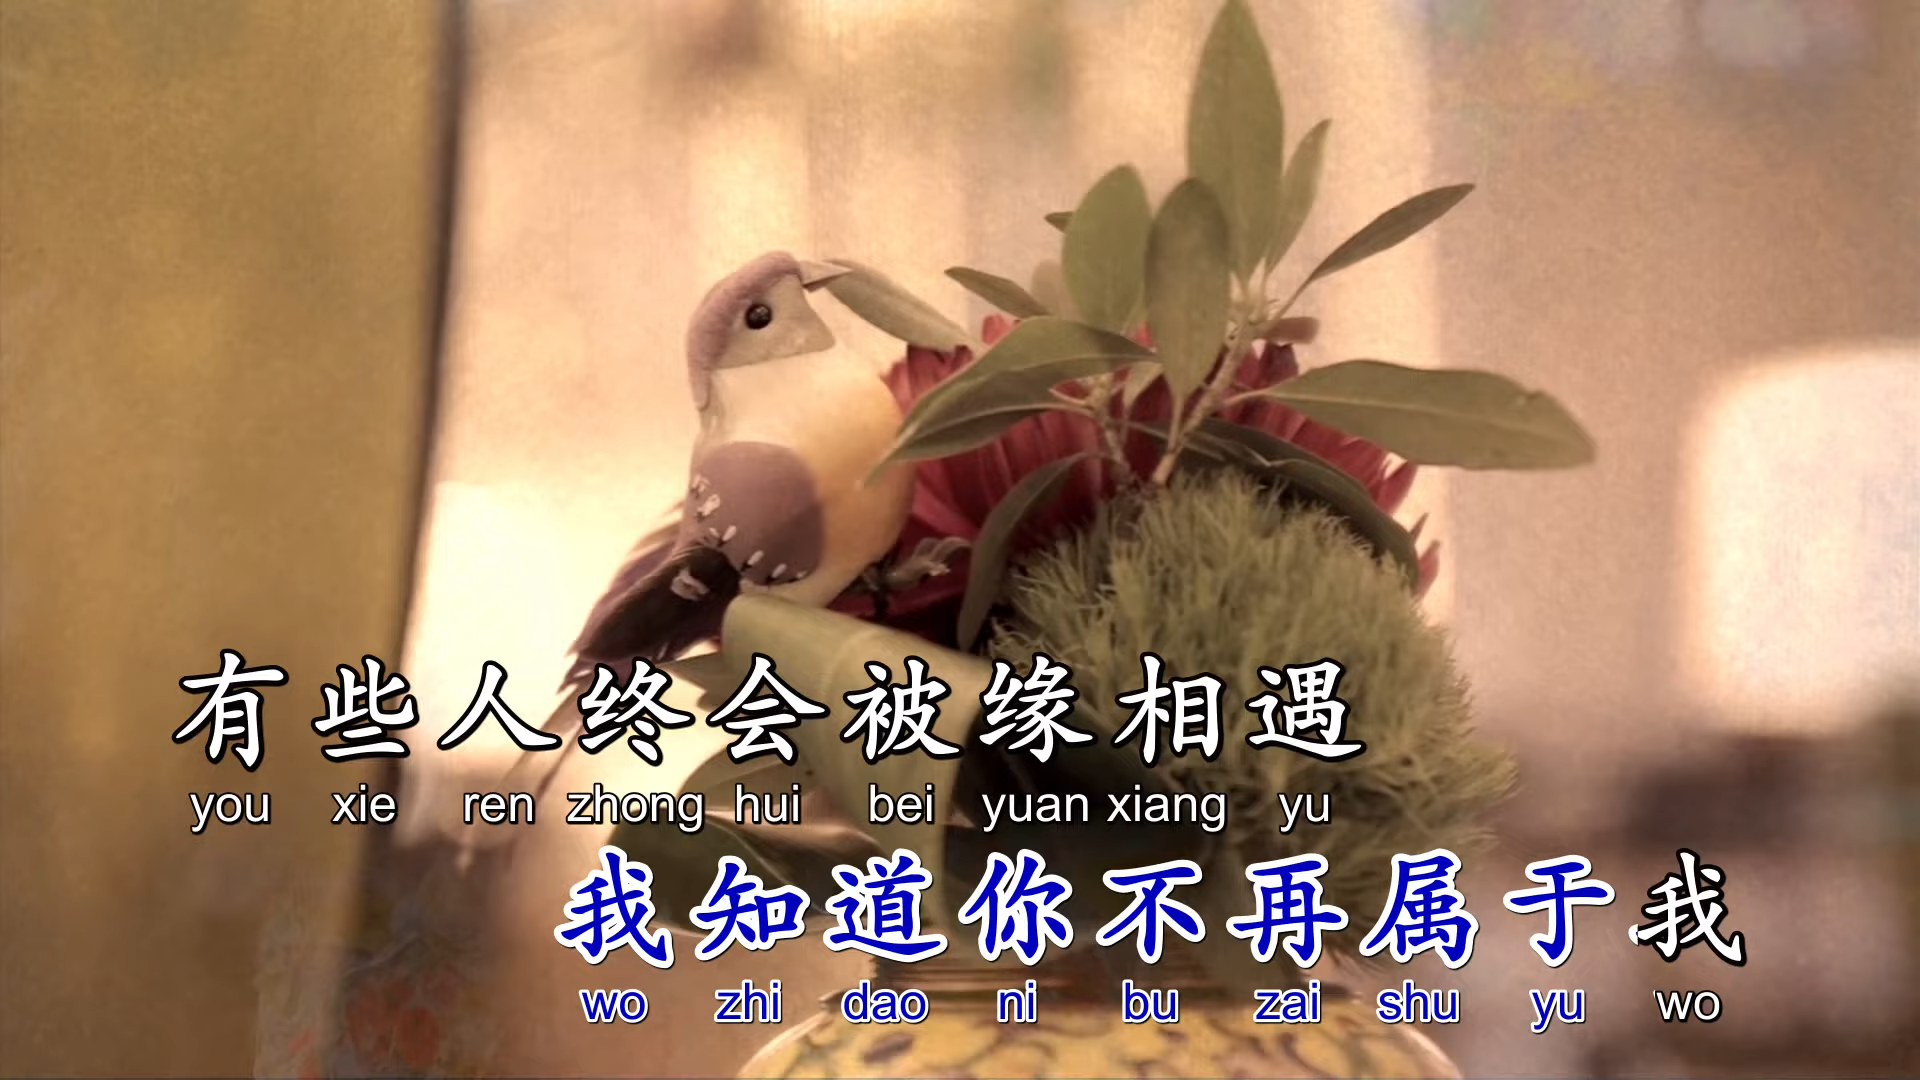 有些人终会被缘相遇
you xie ren zhong hui bei yuan xiang yu
我知道你不再属于我
wo zhi dao ni bu zai shu yu wo